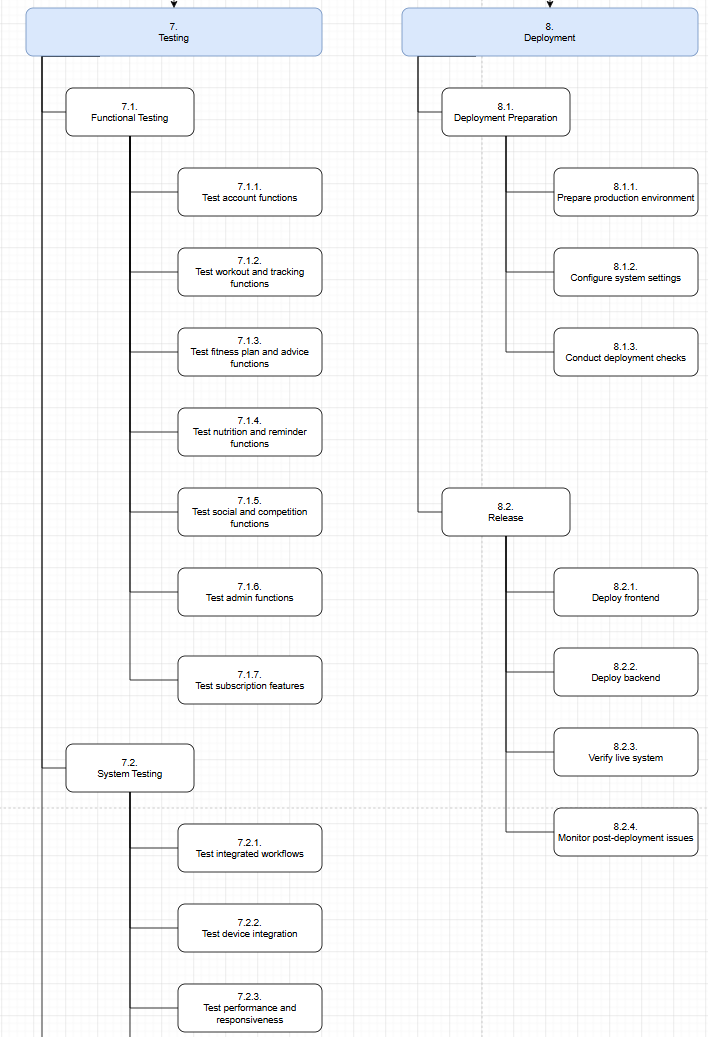 7.
Testing
7.1.
Functional Testing
7.1.1.
Test account functions
7.1.2.
Test workout and tracking
functions
7.1.3.
Test fitness plan and advice
functions
7.1.4.
Test nutrition and reminder
functions
7.1.5.
Test social and competition
functions
7.1.6.
Test admin functions
7.1.7.
Test subscription features
7.2.
System Testing
7.2.1.
Test integrated workflows
7.2.2.
Test device integration
7.2.3.
Test performance and
responsiveness
8.
Deployment
8.1.
Deployment Preparation
8.1.1.
Prepare production environment
8.1.2.
Configure system settings
8.1.3.
Conduct deployment checks
8.2.
Release
8.2.1.
Deploy frontend
8.2.2.
Deploy backend
8.2.3.
Verify live system
8.2.4.
Monitor post-deployment issues